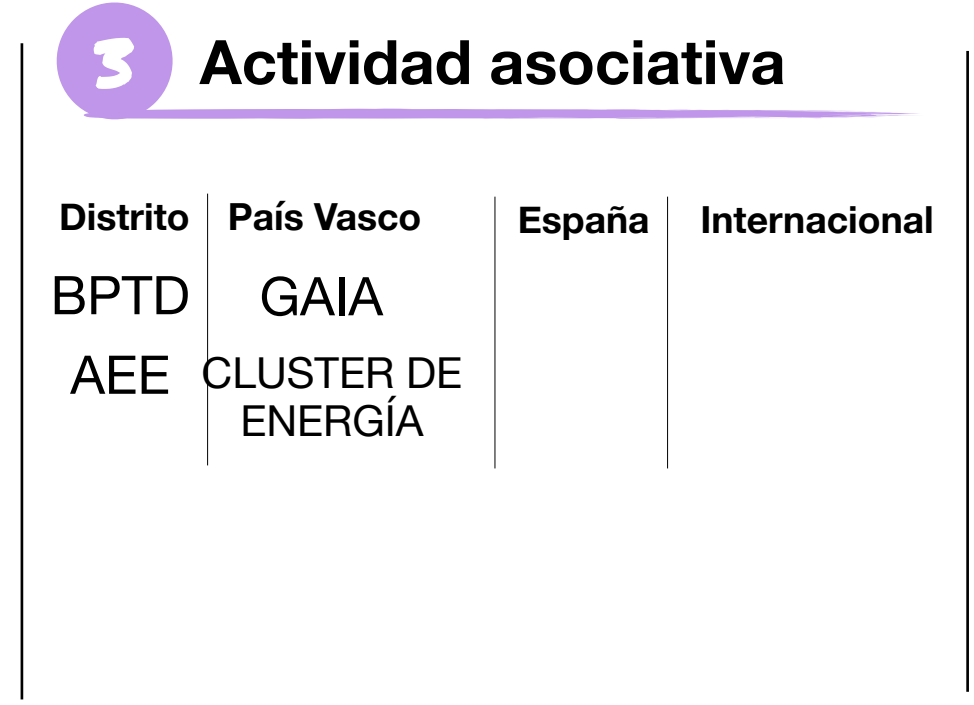 3
Actividad asociativa
Distrito
País Vasco
España
Internacional
BPTD
GAIA
AEE
CLUSTER DE
ENERGÍA